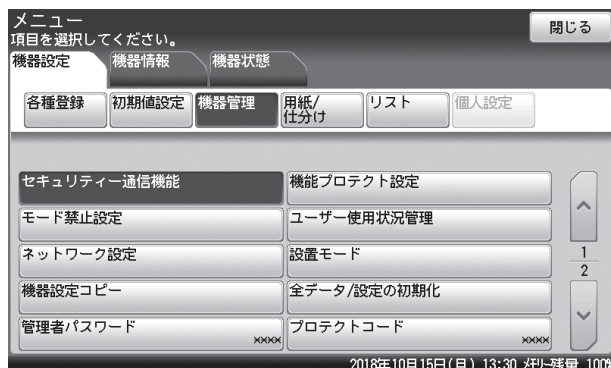 メニュー
閉じる
項目を選択してください。
機器設定 機器情報 機器状態
各種登録 初期値設定 機器管理 用紙/仕分け リスト 個人設定
セキュリティー通信機能 機能プロテクト設定
モード禁止設定 ユーザー使用状況管理
ネットワーク設定 設置モード
1
2
機器設定コピー 全データ/設定の初期化
管理者パスワード ×××× プロテクトコード ××××
2018年10月15日(月) 13:30 ﾒﾓﾘｰ残量 100%